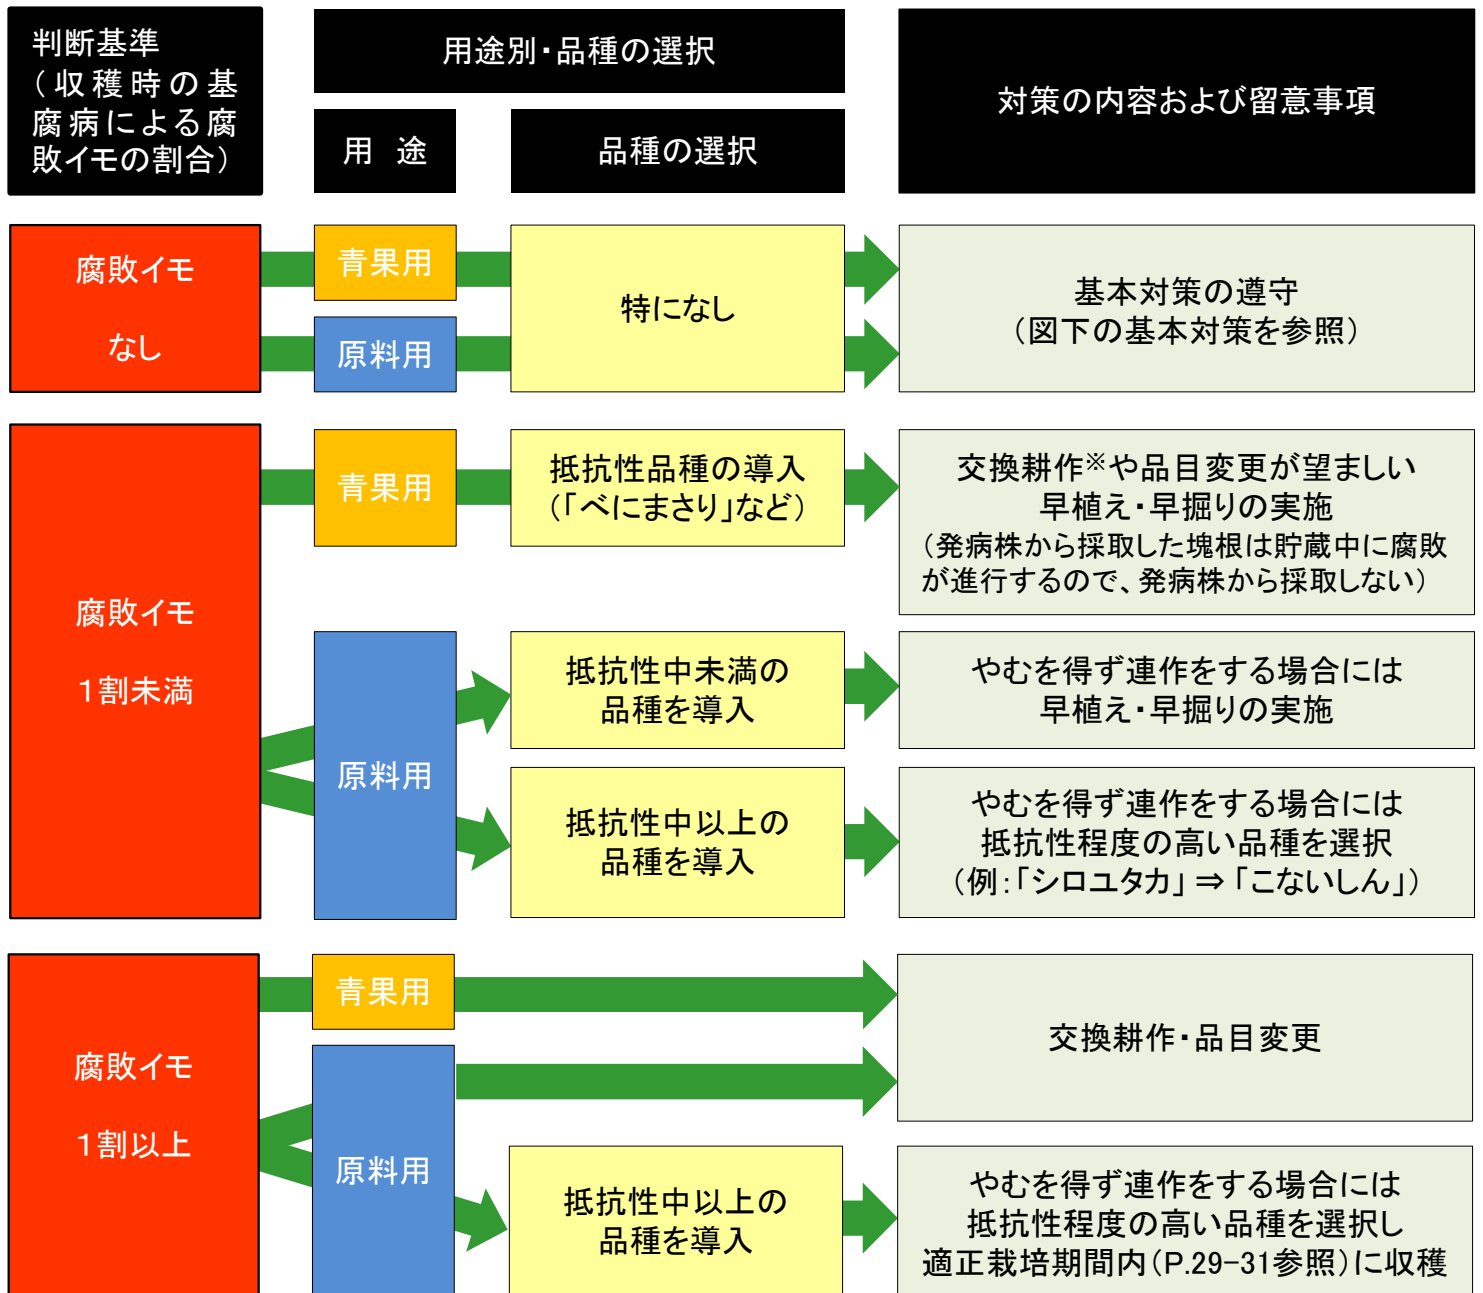 判断基準
（収穫時の基
腐病による腐
敗イモの割合）
用途別・品種の選択
用　途
品種の選択
対策の内容および留意事項
腐敗イモ
なし
青果用
原料用
特になし
基本対策の遵守
（図下の基本対策を参照）
腐敗イモ
１割未満
青果用
抵抗性品種の導入
（「べにまさり」など）
交換耕作※や品目変更が望ましい
早植え・早掘りの実施
（発病株から採取した塊根は貯蔵中に腐敗
が進行するので、発病株から採取しない）
原料用
抵抗性中未満の
品種を導入
やむを得ず連作をする場合には
早植え・早掘りの実施
抵抗性中以上の
品種を導入
やむを得ず連作をする場合には
抵抗性程度の高い品種を選択
（例：「シロユタカ」⇒「こないしん」）
腐敗イモ
１割以上
青果用
交換耕作・品目変更
原料用
抵抗性中以上の
品種を導入
やむを得ず連作をする場合には
抵抗性程度の高い品種を選択し
適正栽培期間内（P.29-31参照）に収穫